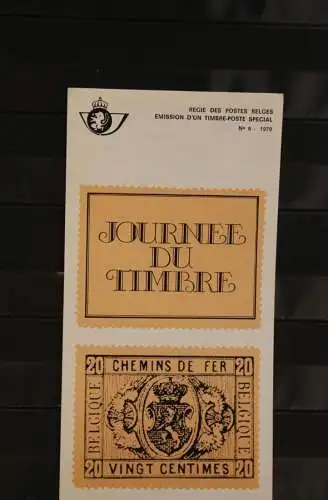 REGIE DES POSTES BELGES
EMISSION D'UN TIMBRE-POSTE SPECIAL
Nº 6 - 1979
JOURNEE
DU
TIMBRE
20 CHEMINS DE FER 20
BELGIQUE BELGIQUE
20 VINGT CENTIMES 20